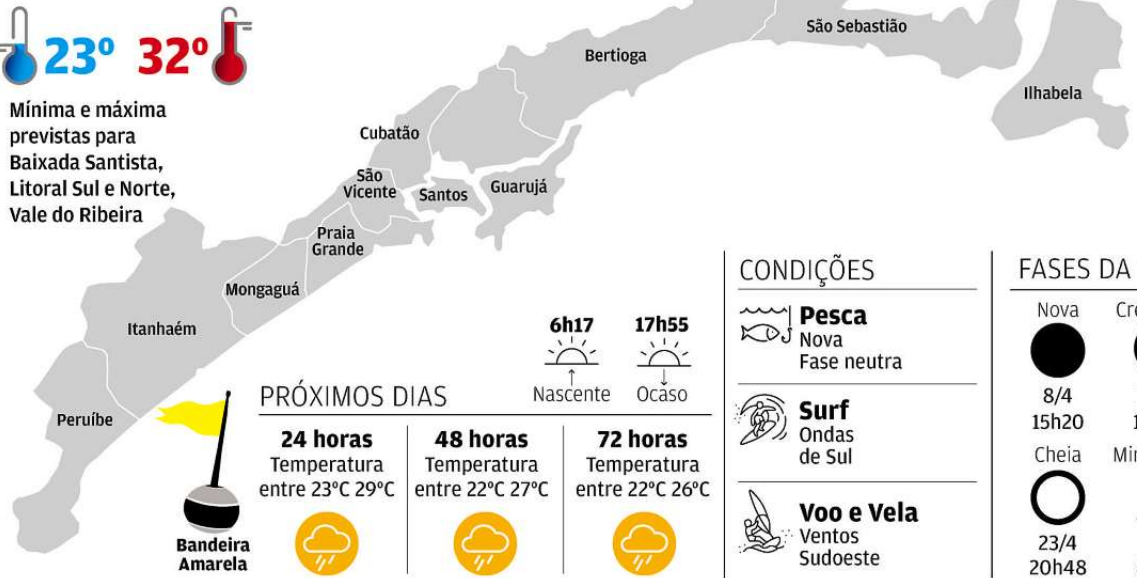 23º 32º
Mínima e máxima
previstas para
Baixada Santista,
Litoral Sul e Norte,
Vale do Ribeira
São Sebastião
Bertioga
Ilhabela
Cubatão
São
Vicente
Santos
Guarujá
Praia
Grande
Mongaguá
Itanhaém
Peruíbe
Bandeira
Amarela
6h17
Nascente
17h55
Ocaso
PRÓXIMOS DIAS
24 horas
Temperatura
entre 23ºC 29ºC
48 horas
Temperatura
entre 22ºC 27ºC
72 horas
Temperatura
entre 22ºC 26ºC
CONDIÇÕES
Pesca
Nova
Fase neutra
Surf
Ondas
de Sul
Voo e Vela
Ventos
Sudoeste
FASES DA
Nova
8/4
15h20
Cheia
23/4
20h48